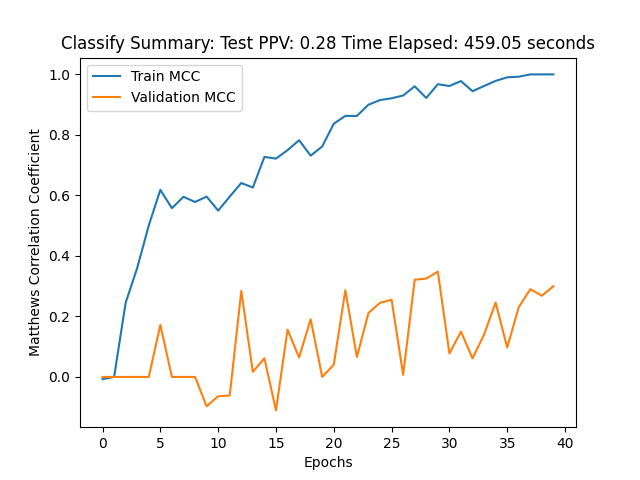 Classify Summary: Test PPV: 0.28 Time Elapsed: 459.05 seconds
Train MCC
Validation MCC
Matthews Correlation Coefficient
1.0
0.8
0.6
0.4
0.2
0.0
0 5 10 15 20 25 30 35 40
Epochs